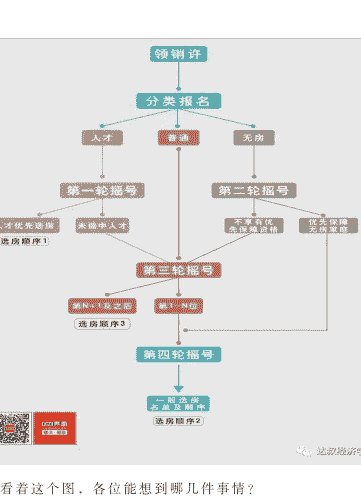 领销许
分类报名
人才
普通
无房
第一轮摇号
第二轮摇号
人才优先选房
未摇中人才
不享有优
先保障资格
优先保障
无房家庭
选房顺序1
第三轮摇号
第N+1及之后
第1-N位
选房顺序3
第四轮摇号
一般选房
名单及顺序
选房顺序2
看着这个图，各位能想到哪几件事情？